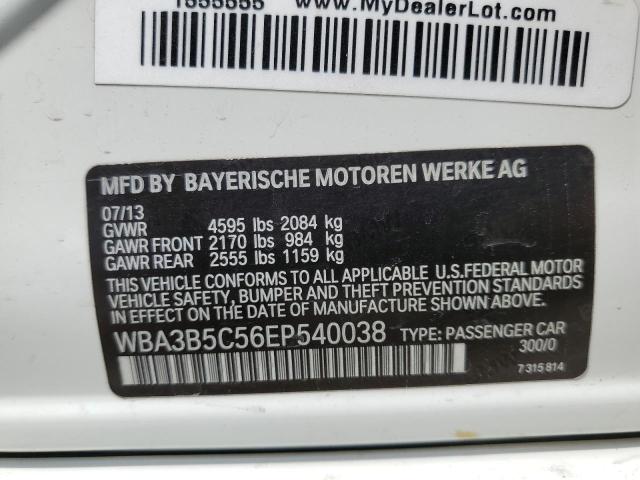 1555555 www.MyDealerLot.com
MFD BY BAYERISCHE MOTOREN WERKE AG
07/13
GVWR 4595 lbs 2084 kg
GAWR FRONT 2170 lbs 984 kg
GAWR REAR 2555 lbs 1159 kg
THIS VEHICLE CONFORMS TO ALL APPLICABLE U.S.FEDERAL MOTOR
VEHICLE SAFETY, BUMPER AND THEFT PREVENTION STANDARDS
IN EFFECT ON THE DATE OF MANUFACTURE SHOWN ABOVE.
WBA3B5C56EP540038 TYPE: PASSENGER CAR
300/0
7315814